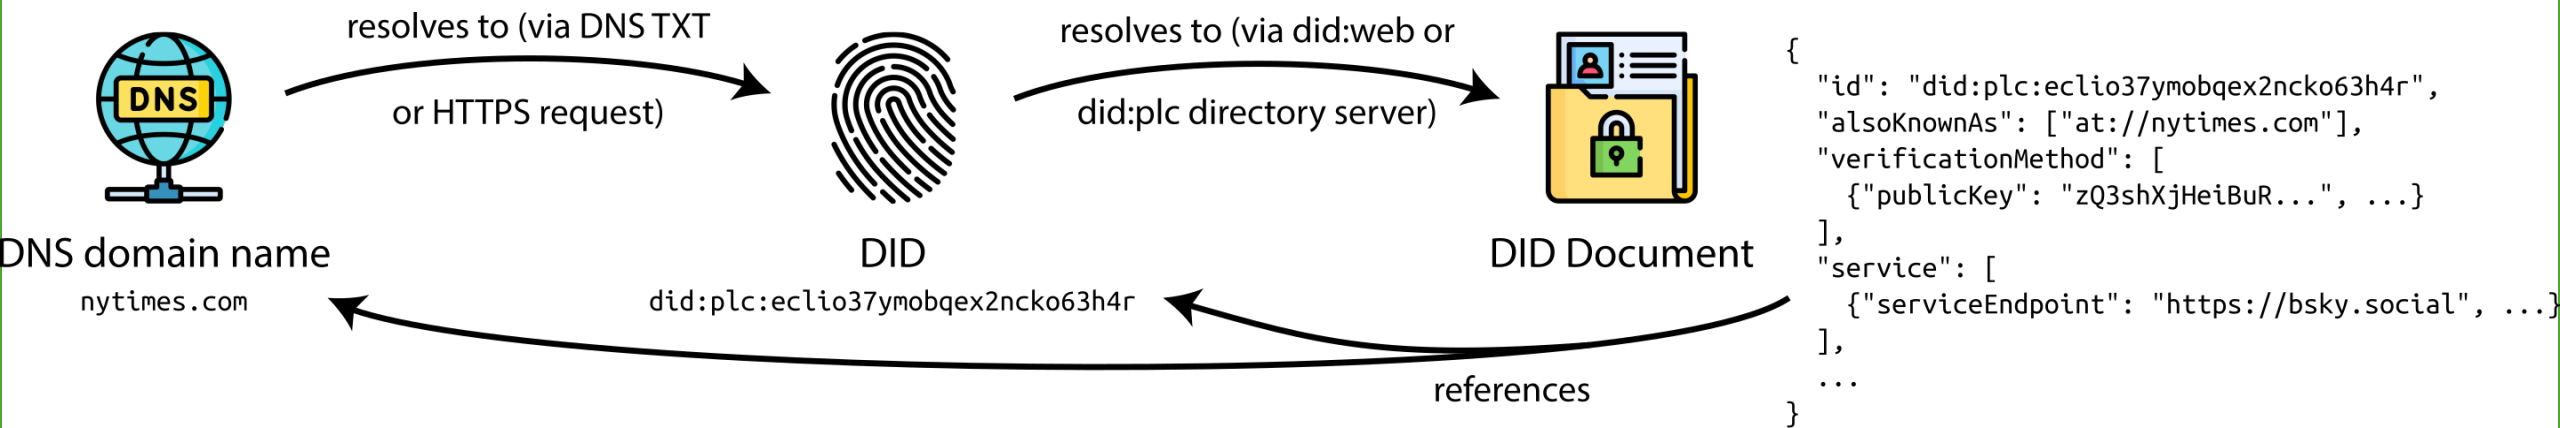 resolves to (via DNS TXT
or HTTPS request)
resolves to (via did:web or
did:plc directory server)
DNS
DNS domain name
nytimes.com
DID
did:plc:eclio37ymobqex2ncko63h4r
DID Document
references
{
"id": "did:plc:eclio37ymobqex2ncko63h4r",
"alsoKnownAs": ["at://nytimes.com"],
"verificationMethod": [
{"publicKey": "zQ3shXjHeiBuR...", ...}
],
"service": [
{"serviceEndpoint": "https://bsky.social", ...}
],
...
}